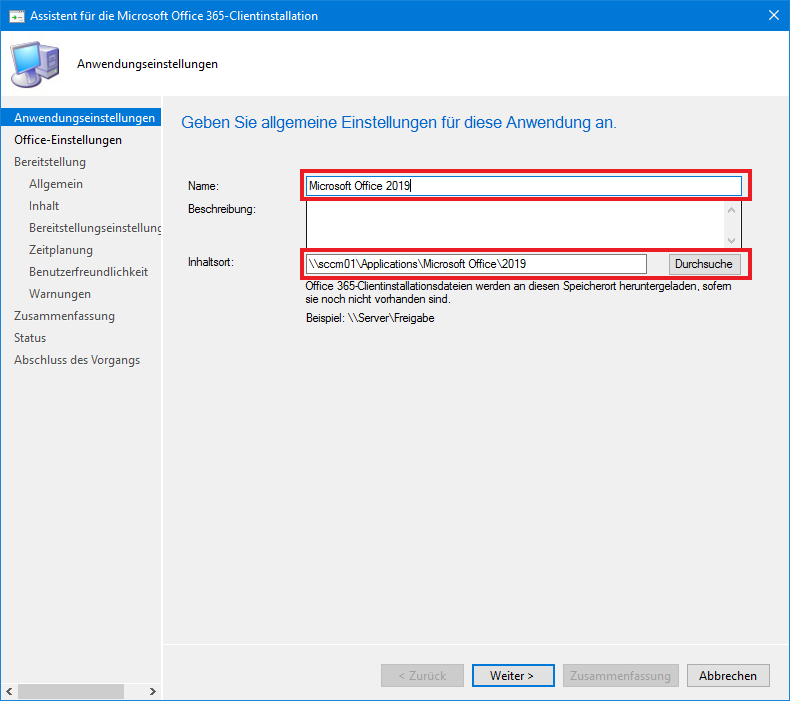 Assistent für die Microsoft Office 365-Clientinstallation
Anwendungseinstellungen
Anwendungseinstellungen
Office-Einstellungen
Bereitstellung
Allgemein
Inhalt
Bereitstellungseinstellung
Zeitplanung
Benutzerfreundlichkeit
Warnungen
Zusammenfassung
Status
Abschluss des Vorgangs
Geben Sie allgemeine Einstellungen für diese Anwendung an.
Name:
Microsoft Office 2019
Beschreibung:
Inhaltsort:
\\sccm01\Applications\Microsoft Office\2019
Durchsuche
Office 365-Clientinstallationsdateien werden an diesen Speicherort heruntergeladen, sofern
sie noch nicht vorhanden sind.
Beispiel: \\Server\Freigabe
< Zurück
Weiter >
Zusammenfassung
Abbrechen